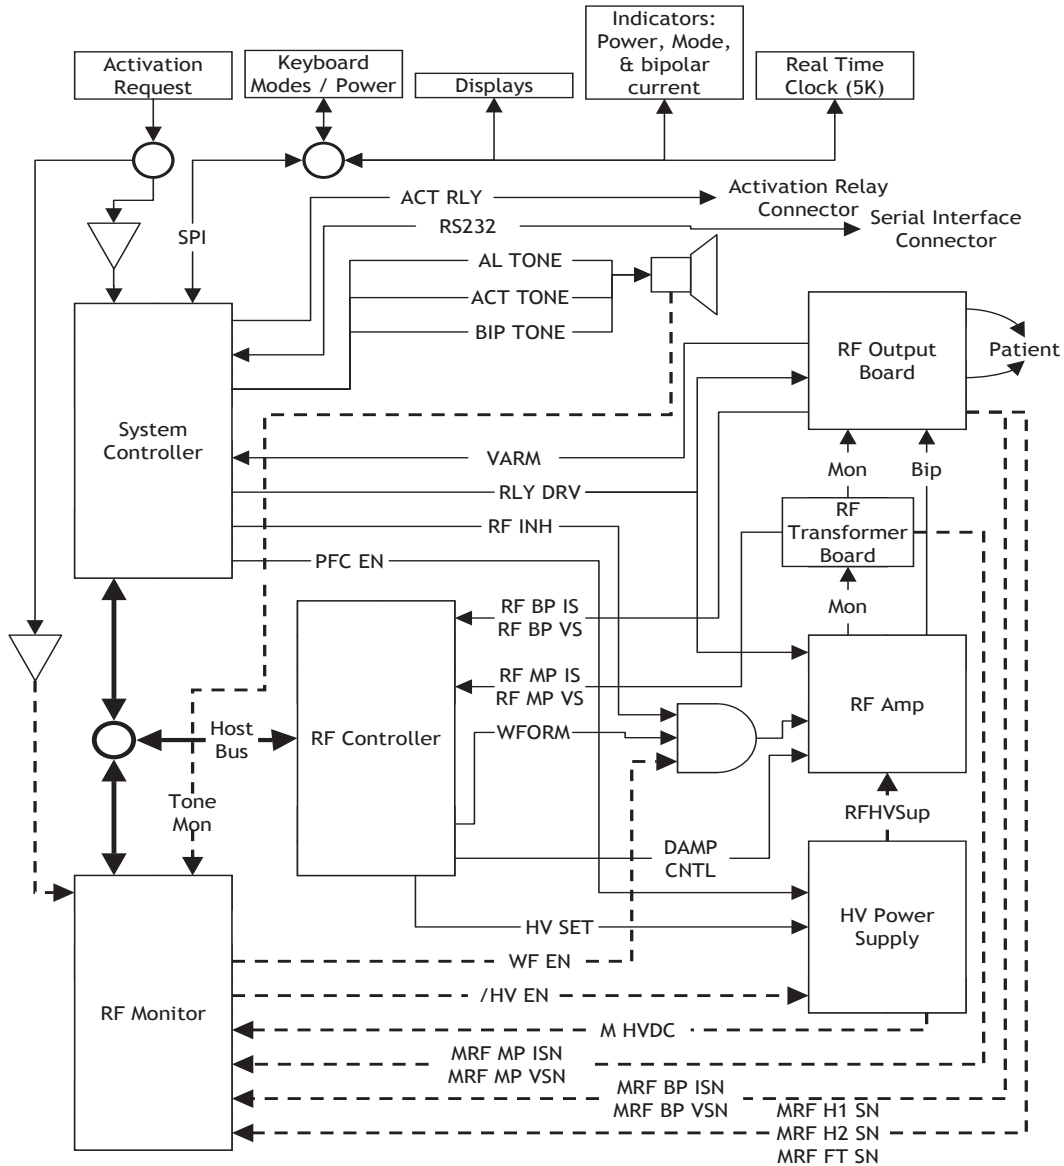 Indicators:
Power, Mode,
& bipolar
current
Activation
Request
Keyboard
Modes / Power
Displays
Real Time
Clock (5K)
ACT RLY
Activation Relay
Connector
RS232
Serial Interface
Connector
SPI
AL TONE
ACT TONE
BIP TONE
RF Output
Board
Patient
System
Controller
VARM
Mon
Bip
RLY DRV
RF
Transformer
Board
RF INH
PFC EN
Mon
RF BP IS
RF BP VS
RF MP IS
RF MP VS
RF Amp
Host
Bus
RF Controller
WFORM
Tone
Mon
RFHVSup
DAMP
CNTL
HV SET
HV Power
Supply
WF EN
/HV EN
RF Monitor
M HVDC
MRF MP ISN
MRF MP VSN
MRF BP ISN
MRF BP VSN
MRF H1 SN
MRF H2 SN
MRF FT SN